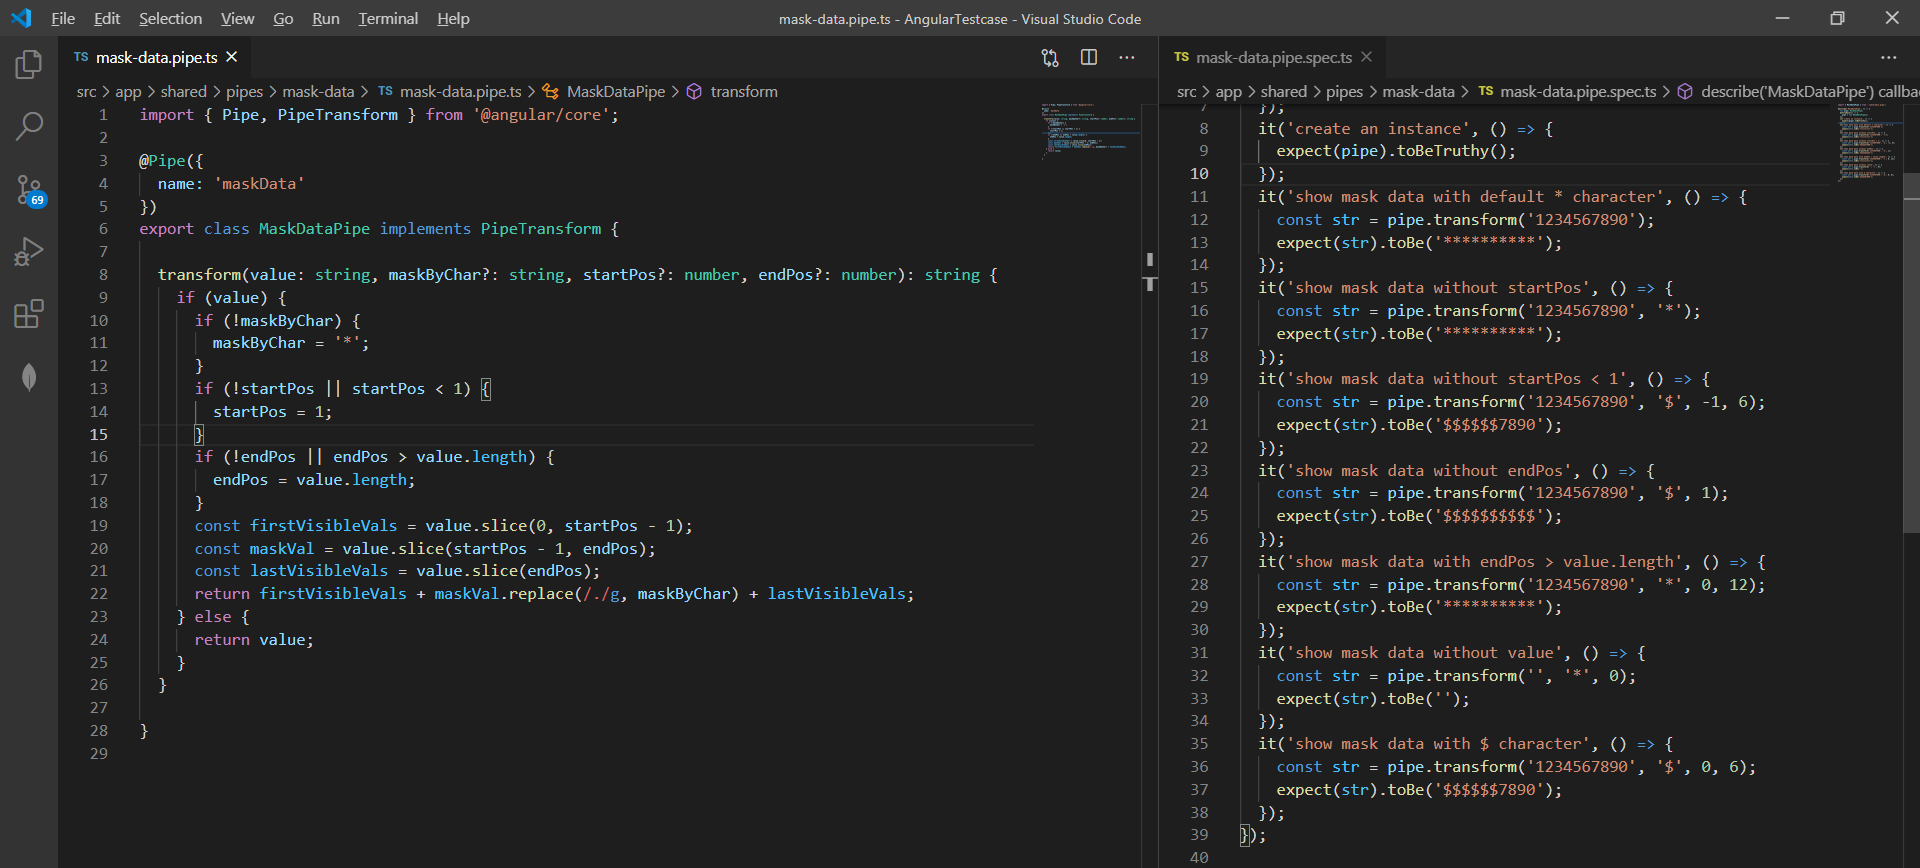 File Edit Selection View Go Run Terminal Help
mask-data.pipe.ts - AngularTestcase - Visual Studio Code
69
TS mask-data.pipe.ts
src > app > shared > pipes > mask-data > TS mask-data.pipe.ts > MaskDataPipe > transform
1 import { Pipe, PipeTransform } from '@angular/core';
2
3 @Pipe({
4   name: 'maskData'
5 })
6 export class MaskDataPipe implements PipeTransform {
7
8   transform(value: string, maskByChar?: string, startPos?: number, endPos?: number): string {
9     if (value) {
10       if (!maskByChar) {
11         maskByChar = '*';
12       }
13       if (!startPos || startPos < 1) {
14         startPos = 1;
15       }
16       if (!endPos || endPos > value.length) {
17         endPos = value.length;
18       }
19       const firstVisibleVals = value.slice(0, startPos - 1);
20       const maskVal = value.slice(startPos - 1, endPos);
21       const lastVisibleVals = value.slice(endPos);
22       return firstVisibleVals + maskVal.replace(/./g, maskByChar) + lastVisibleVals;
23     } else {
24       return value;
25     }
26   }
27
28 }
29
TS mask-data.pipe.spec.ts
src > app > shared > pipes > mask-data > TS mask-data.pipe.spec.ts > describe('MaskDataPipe') callba
7   });
8   it('create an instance', () => {
9     expect(pipe).toBeTruthy();
10   });
11   it('show mask data with default * character', () => {
12     const str = pipe.transform('1234567890');
13     expect(str).toBe('**********');
14   });
15   it('show mask data without startPos', () => {
16     const str = pipe.transform('1234567890', '*');
17     expect(str).toBe('**********');
18   });
19   it('show mask data without startPos < 1', () => {
20     const str = pipe.transform('1234567890', '$', -1, 6);
21     expect(str).toBe('$$$$$$7890');
22   });
23   it('show mask data without endPos', () => {
24     const str = pipe.transform('1234567890', '$', 1);
25     expect(str).toBe('$$$$$$$$$$');
26   });
27   it('show mask data with endPos > value.length', () => {
28     const str = pipe.transform('1234567890', '*', 0, 12);
29     expect(str).toBe('**********');
30   });
31   it('show mask data without value', () => {
32     const str = pipe.transform('', '*', 0);
33     expect(str).toBe('');
34   });
35   it('show mask data with $ character', () => {
36     const str = pipe.transform('1234567890', '$', 0, 6);
37     expect(str).toBe('$$$$$$7890');
38   });
39 });
40